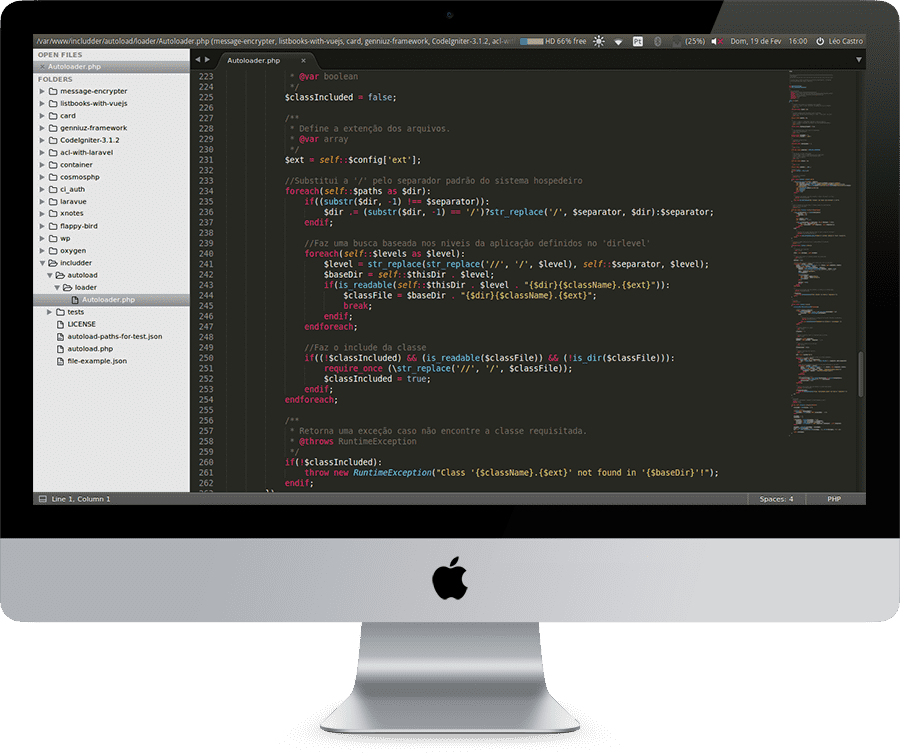 /var/www/includder/autoload/loader/Autoloader.php (message-encrypter, listbooks-with-vuejs, card, genniuz-framework, CodeIgniter-3.1.2, acl-wit
HD 66% free
Pt
(25%)
Dom, 19 de Fev
16:00
Léo Castro
OPEN FILES
Autoloader.php
FOLDERS
message-encrypter
listbooks-with-vuejs
card
genniuz-framework
CodeIgniter-3.1.2
acl-with-laravel
container
cosmosphp
ci_auth
laravue
xnotes
flappy-bird
wp
oxygen
includder
autoload
loader
Autoloader.php
tests
LICENSE
autoload-paths-for-test.json
autoload.php
file-example.json
Autoloader.php ×
223 * @var boolean
224 */
225 $classIncluded = false;
226
227 /**
228 * Define a extenção dos arquivos.
229 * @var array
230 */
231 $ext = self::$config['ext'];
232
233 //Substitui a '/' pelo separador padrão do sistema hospedeiro
234 foreach(self::$paths as $dir):
235 if((substr($dir, -1) !== $separator)):
236 $dir .= (substr($dir, -1) == '/')?str_replace('/', $separator, $dir):$separator;
237 endif;
238
239 //Faz uma busca baseada nos niveis da aplicação definidos no 'dirlevel'
240 foreach(self::$levels as $level):
241 $level = str_replace(str_replace('//', '/', $level), self::$separator, $level);
242 $baseDir = self::$thisDir . $level;
243 if(is_readable(self::$thisDir . $level . "{$dir}{$className}.{$ext}")):
244 $classFile = $baseDir . "{$dir}{$className}.{$ext}";
245 break;
246 endif;
247 endforeach;
248
249 //Faz o include da classe
250 if((!$classIncluded) && (is_readable($classFile)) && (!is_dir($classFile))):
251 require_once (\str_replace('//', '/', $classFile));
252 $classIncluded = true;
253 endif;
254 endforeach;
255
256 /**
257 * Retorna uma exceção caso não encontre a classe requisitada.
258 * @throws RuntimeException
259 */
260 if(!$classIncluded):
261 throw new RuntimeException("Class '{$className}.{$ext}' not found in '{$baseDir}'!");
262 endif;
Line 1, Column 1
Spaces: 4
PHP